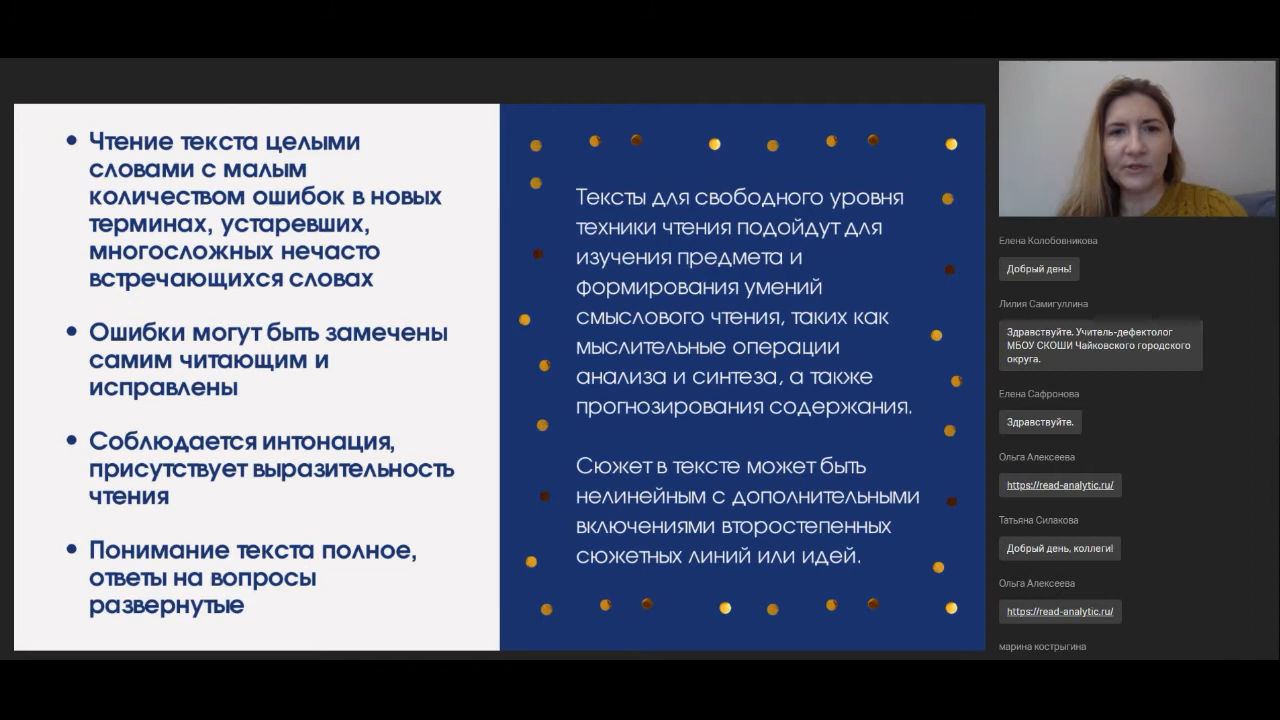 • Чтение текста целыми
словами с малым
количеством ошибок в новых
терминах, устаревших,
многосложных нечасто
встречающихся словах
• Ошибки могут быть замечены
самим читающим и
исправлены
• Соблюдается интонация,
присутствует выразительность
чтения
• Понимание текста полное,
ответы на вопросы
развернутые
Тексты для свободного уровня
техники чтения подойдут для
изучения предмета и
формирования умений
смыслового чтения, таких как
мыслительные операции
анализа и синтеза, а также
прогнозирования содержания.
Сюжет в тексте может быть
нелинейным с дополнительными
включениями второстепенных
сюжетных линий или идей.
Елена Колобовникова
Добрый день!
Лилия Самигуллина
Здравствуйте. Учитель-дефектолог
МБОУ СКОШИ Чайковского городского
округа.
Елена Сафронова
Здравствуйте.
Ольга Алексеева
https://read-analytic.ru/
Татьяна Силакова
Добрый день, коллеги!
Ольга Алексеева
https://read-analytic.ru/
марина кострыгина